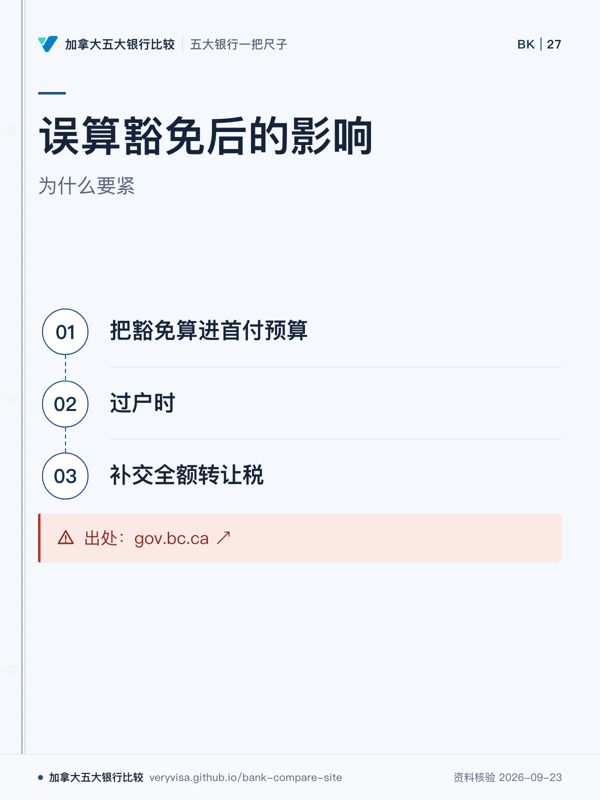 加拿大五大银行比较 | 五大银行一把尺子
BK | 27
误算豁免后的影响
为什么要紧
01 把豁免算进首付预算
02 过户时
03 补交全额转让税
出处：gov.bc.ca ↗
加拿大五大银行比较 veryvisa.github.io/bank-compare-site
资料核验 2026-09-23